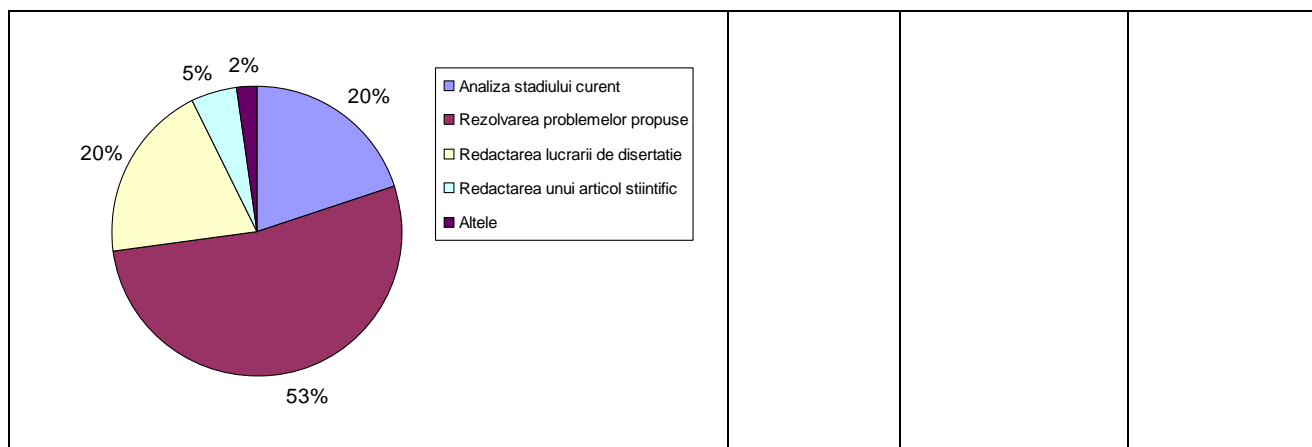 5%
2%
20%
20%
53%
Analiza stadiului curent
Rezolvarea problemelor propuse
Redactarea lucrarii de disertatie
Redactarea unui articol stiintific
Altele